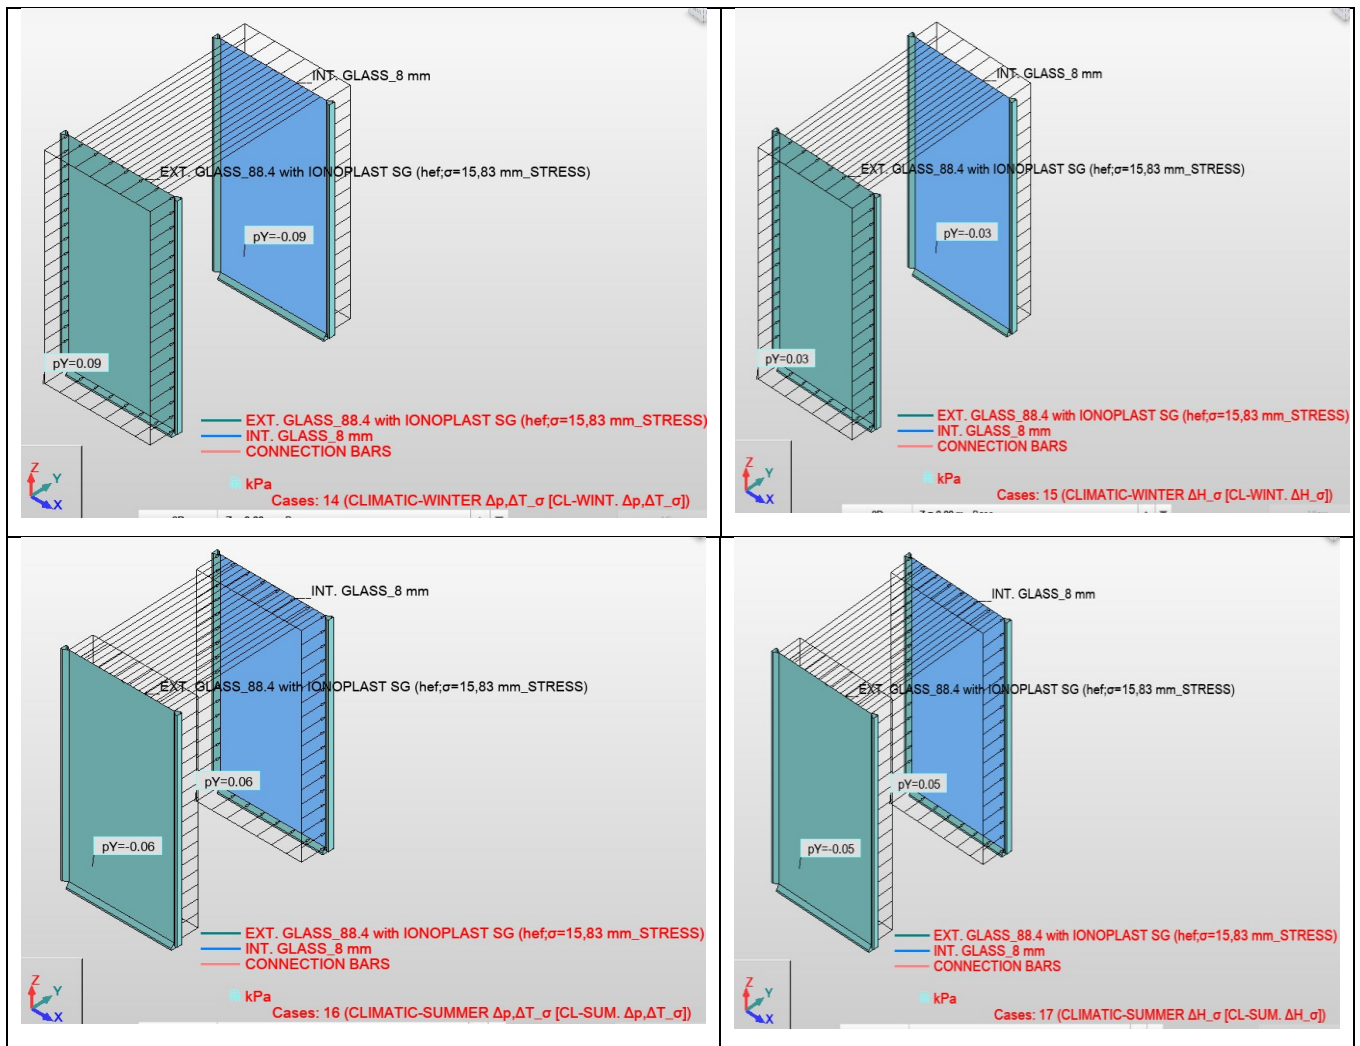 INT. GLASS_8 mm
EXT. GLASS_88.4 with IONOPLAST SG (hef;σ=15,83 mm_STRESS)
pY=-0.09
pY=0.09
EXT. GLASS_88.4 with IONOPLAST SG (hef;σ=15,83 mm_STRESS)
INT. GLASS_8 mm
CONNECTION BARS
Z
Y
X
kPa
Cases: 14 (CLIMATIC-WINTER Δp,ΔT_σ [CL-WINT. Δp,ΔT_σ])
INT. GLASS_8 mm
EXT. GLASS_88.4 with IONOPLAST SG (hef;σ=15,83 mm_STRESS)
pY=-0.03
pY=0.03
EXT. GLASS_88.4 with IONOPLAST SG (hef;σ=15,83 mm_STRESS)
INT. GLASS_8 mm
CONNECTION BARS
Z
Y
X
kPa
Cases: 15 (CLIMATIC-WINTER ΔH_σ [CL-WINT. ΔH_σ])
INT. GLASS_8 mm
EXT. GLASS_88.4 with IONOPLAST SG (hef;σ=15,83 mm_STRESS)
pY=0.06
pY=-0.06
EXT. GLASS_88.4 with IONOPLAST SG (hef;σ=15,83 mm_STRESS)
INT. GLASS_8 mm
CONNECTION BARS
Z
Y
X
kPa
Cases: 16 (CLIMATIC-SUMMER Δp,ΔT_σ [CL-SUM. Δp,ΔT_σ])
INT. GLASS_8 mm
EXT. GLASS_88.4 with IONOPLAST SG (hef;σ=15,83 mm_STRESS)
pY=0.05
pY=-0.05
EXT. GLASS_88.4 with IONOPLAST SG (hef;σ=15,83 mm_STRESS)
INT. GLASS_8 mm
CONNECTION BARS
Z
Y
X
kPa
Cases: 17 (CLIMATIC-SUMMER ΔH_σ [CL-SUM. ΔH_σ])